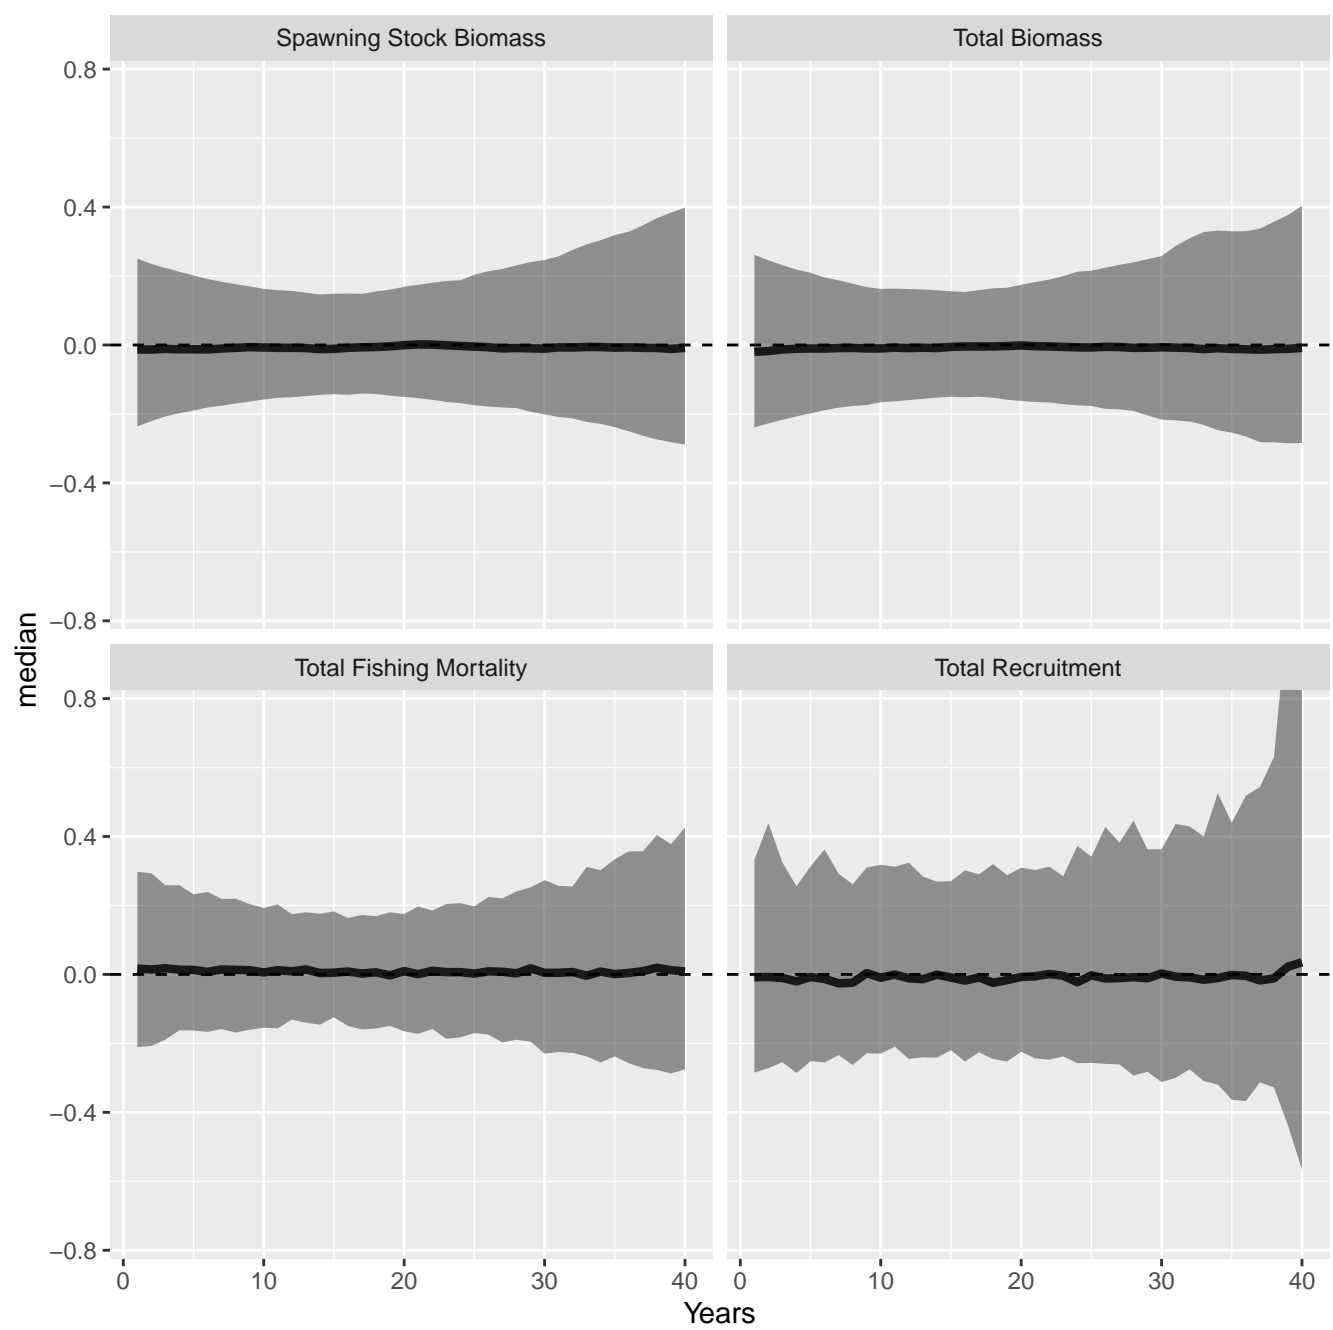 Spawning Stock Biomass
Total Biomass
0.8
0.4
0.0
−0.4
−0.8
median
Total Fishing Mortality
Total Recruitment
0.8
0.4
0.0
−0.4
−0.8
0 10 20 30 40
0 10 20 30 40
Years